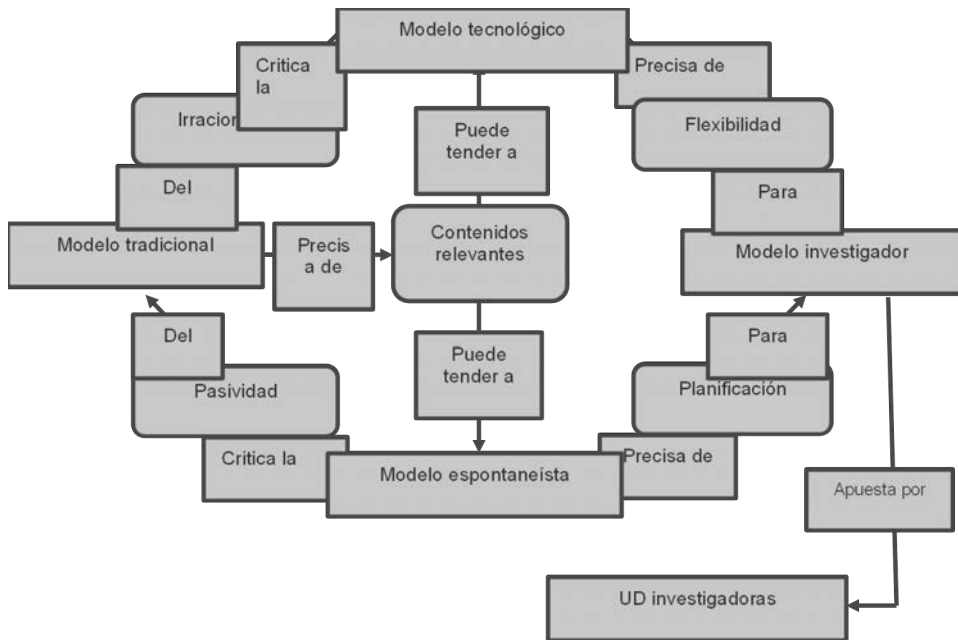 Modelo tecnológico
Critica
la
Precisa de
Puede
tender a
Flexibilidad
Del
Para
Modelo tradicional
Precis
a de
Contenidos
relevantes
Modelo investigador
Del
Puede
tender a
Para
Pasividad
Planificación
Critica la
Modelo espontaneísta
Precisa de
Apuesta por
UD investigadoras